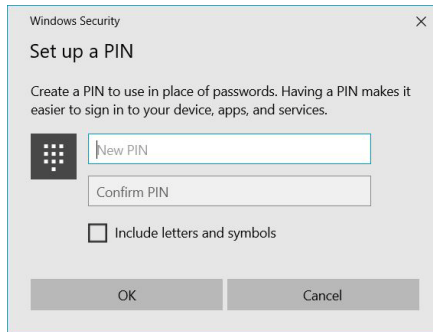 Windows Security
Set up a PIN
Create a PIN to use in place of passwords. Having a PIN makes it
easier to sign in to your device, apps, and services.
New PIN
Confirm PIN
Include letters and symbols
OK Cancel